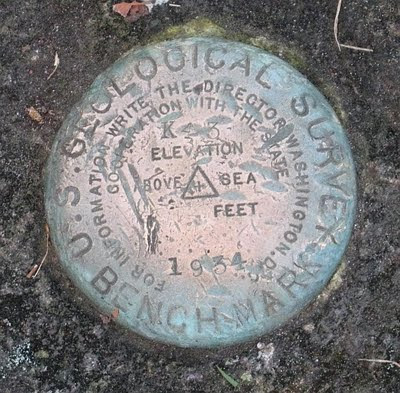 U.S. GEOLOGICAL SURVEY
BENCH MARK
FOR INFORMATION WRITE THE DIRECTOR, WASHINGTON, D.C.
COOPERATION WITH THE STATE
ELEVATION
ABOVE SEA
FEET
1934